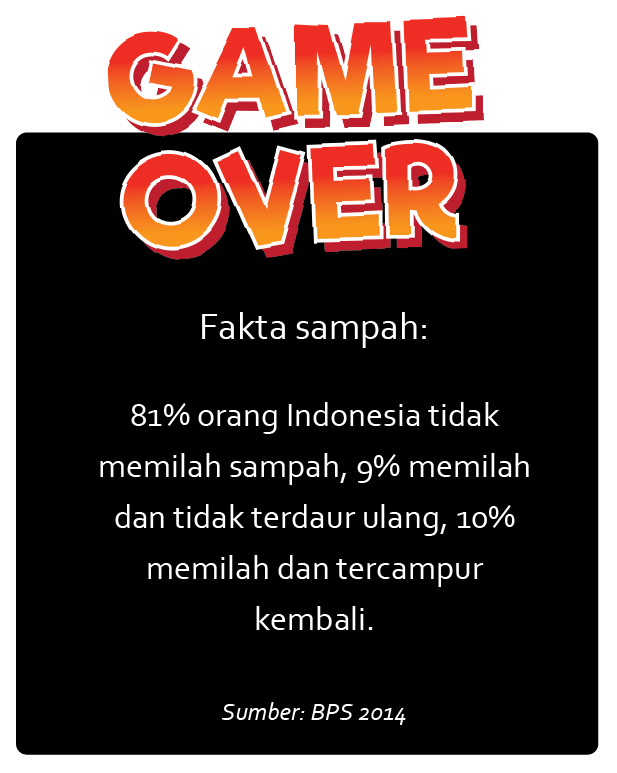 GAME
OVER
Fakta sampah:
81% orang Indonesia tidak
memilah sampah, 9% memilah
dan tidak terdaur ulang, 10%
memilah dan tercampur
kembali.
Sumber: BPS 2014